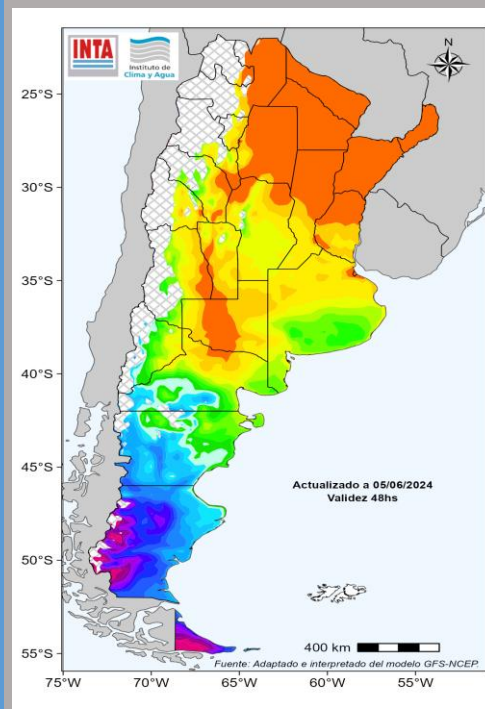 INTA
Instituto de
Clima y Agua
N
25°S
30°S
35°S
40°S
45°S
50°S
55°S
Actualizado a 05/06/2024
Validez 48hs
400 km
Fuente: Adaptado e interpretado del modelo GFS-NCEP.
75°W
70°W
65°W
60°W
55°W